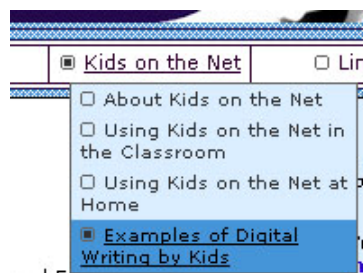 Kids on the Net
About Kids on the Net
Using Kids on the Net in
the Classroom
Using Kids on the Net at
Home
Examples of Digital
Writing by Kids